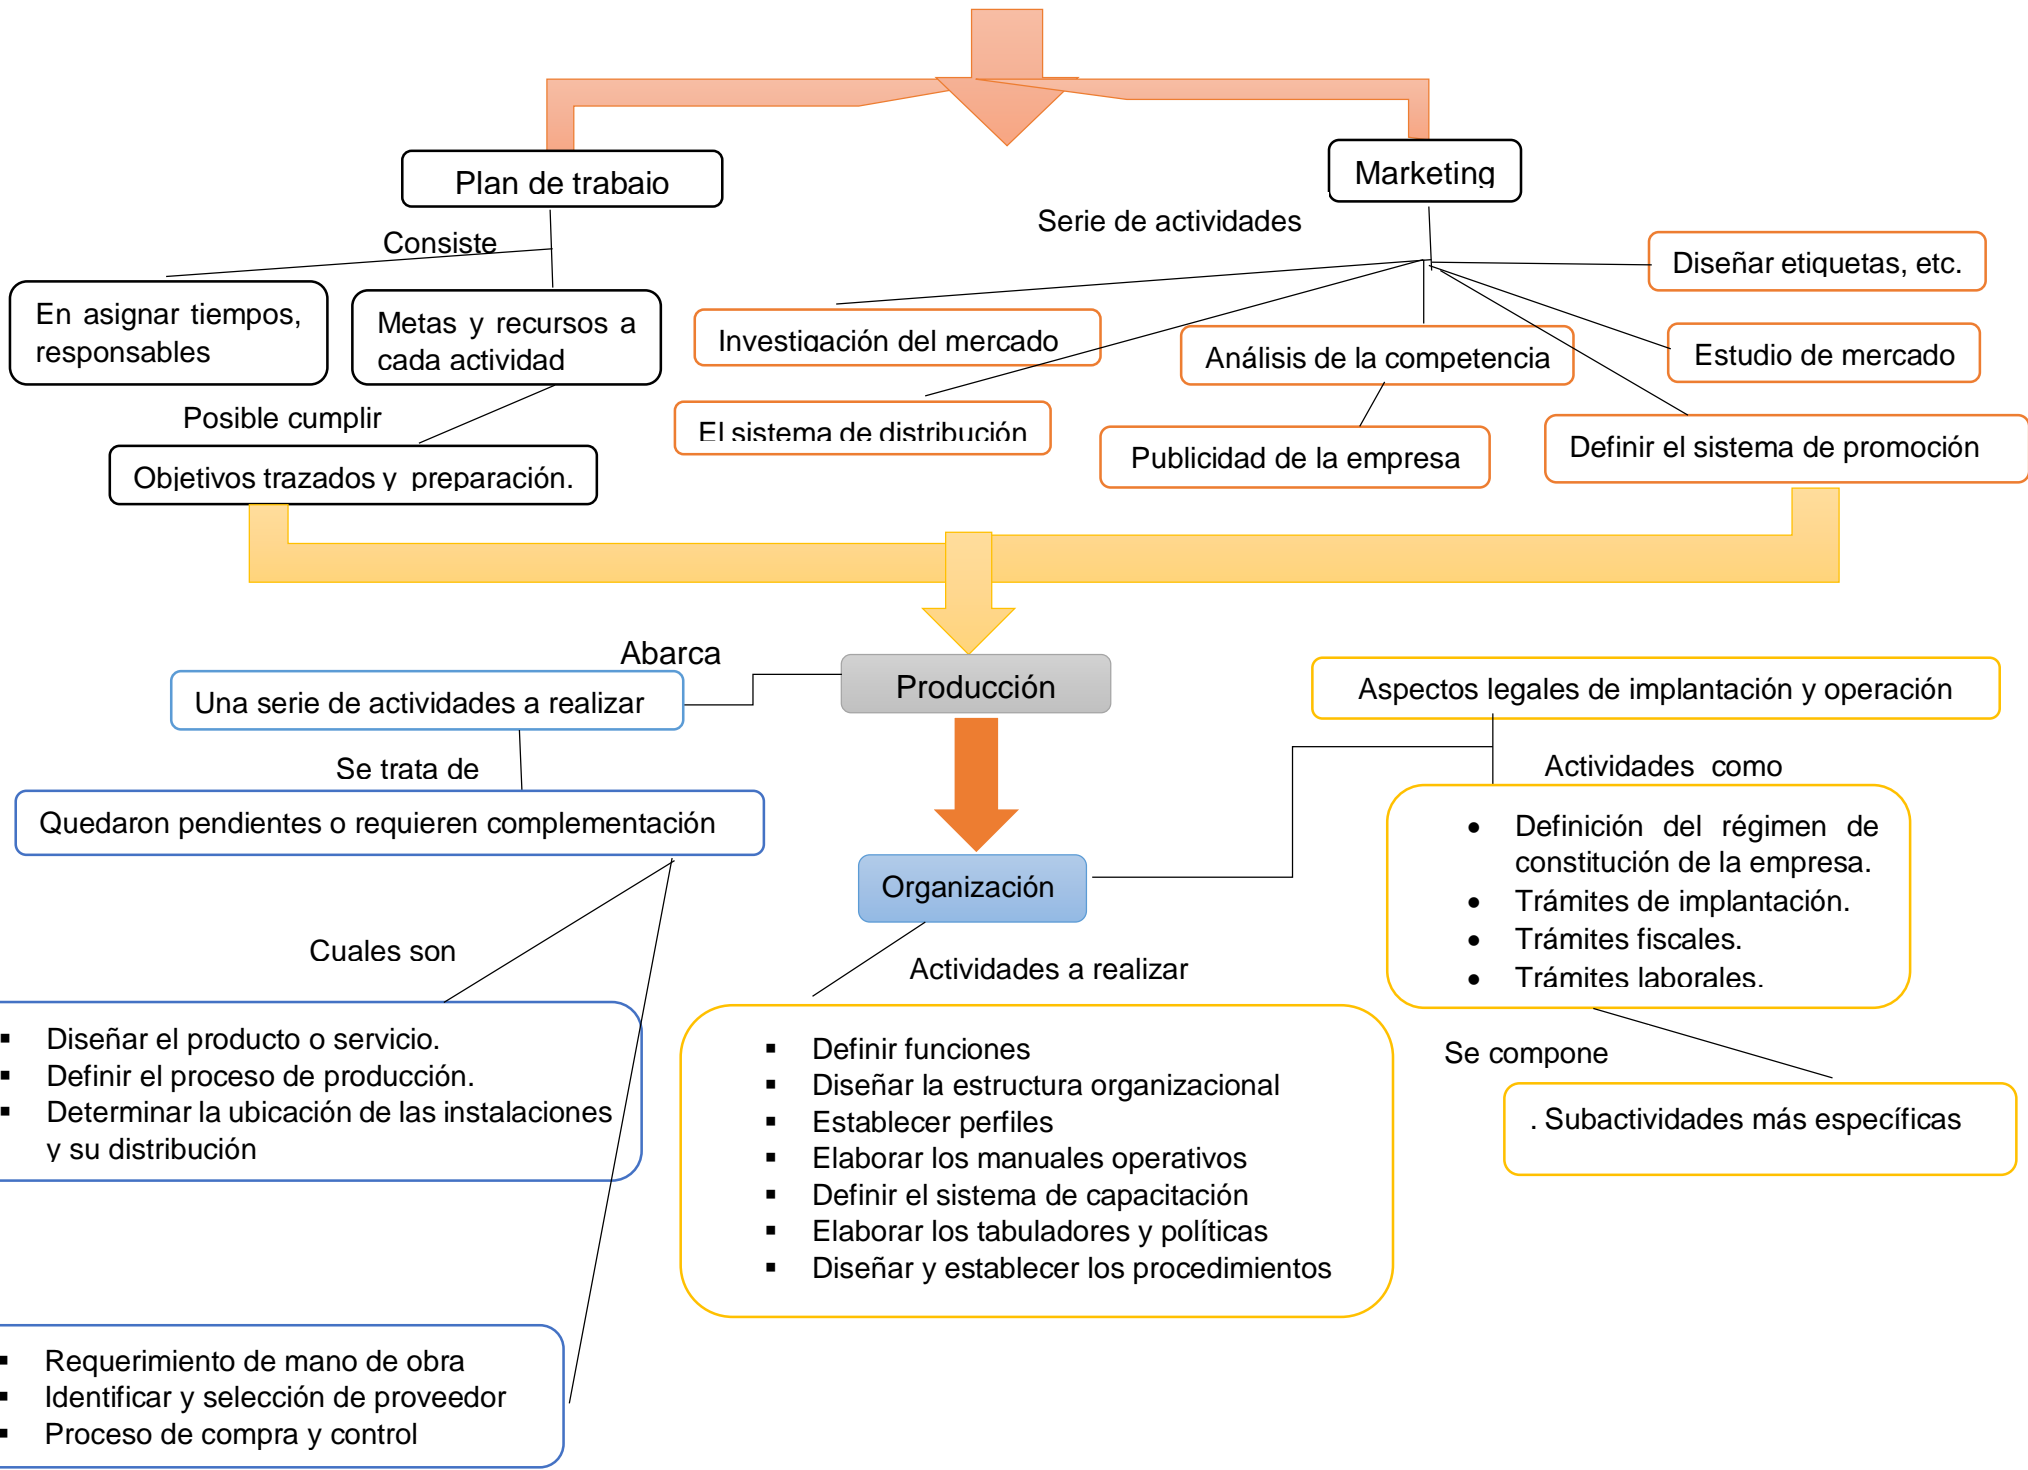 Plan de trabajo
Marketing
Serie de actividades
Consiste
Diseñar etiquetas, etc.
En asignar tiempos,
responsables
Metas y recursos a
cada actividad
Investigación del mercado
Análisis de la competencia
Estudio de mercado
Posible cumplir
El sistema de distribución
Publicidad de la empresa
Definir el sistema de promoción
Objetivos trazados y preparación.
Abarca
Producción
Una serie de actividades a realizar
Aspectos legales de implantación y operación
Se trata de
Actividades como
Quedaron pendientes o requieren complementación
Organización
• Definición del régimen de
constitución de la empresa.
• Trámites de implantación.
• Trámites fiscales.
• Trámites laborales.
Cuales son
Actividades a realizar
▪ Diseñar el producto o servicio.
▪ Definir el proceso de producción.
▪ Determinar la ubicación de las instalaciones
y su distribución
▪ Definir funciones
▪ Diseñar la estructura organizacional
▪ Establecer perfiles
▪ Elaborar los manuales operativos
▪ Definir el sistema de capacitación
▪ Elaborar los tabuladores y políticas
▪ Diseñar y establecer los procedimientos
Se compone
. Subactividades más específicas
▪ Requerimiento de mano de obra
▪ Identificar y selección de proveedor
▪ Proceso de compra y control